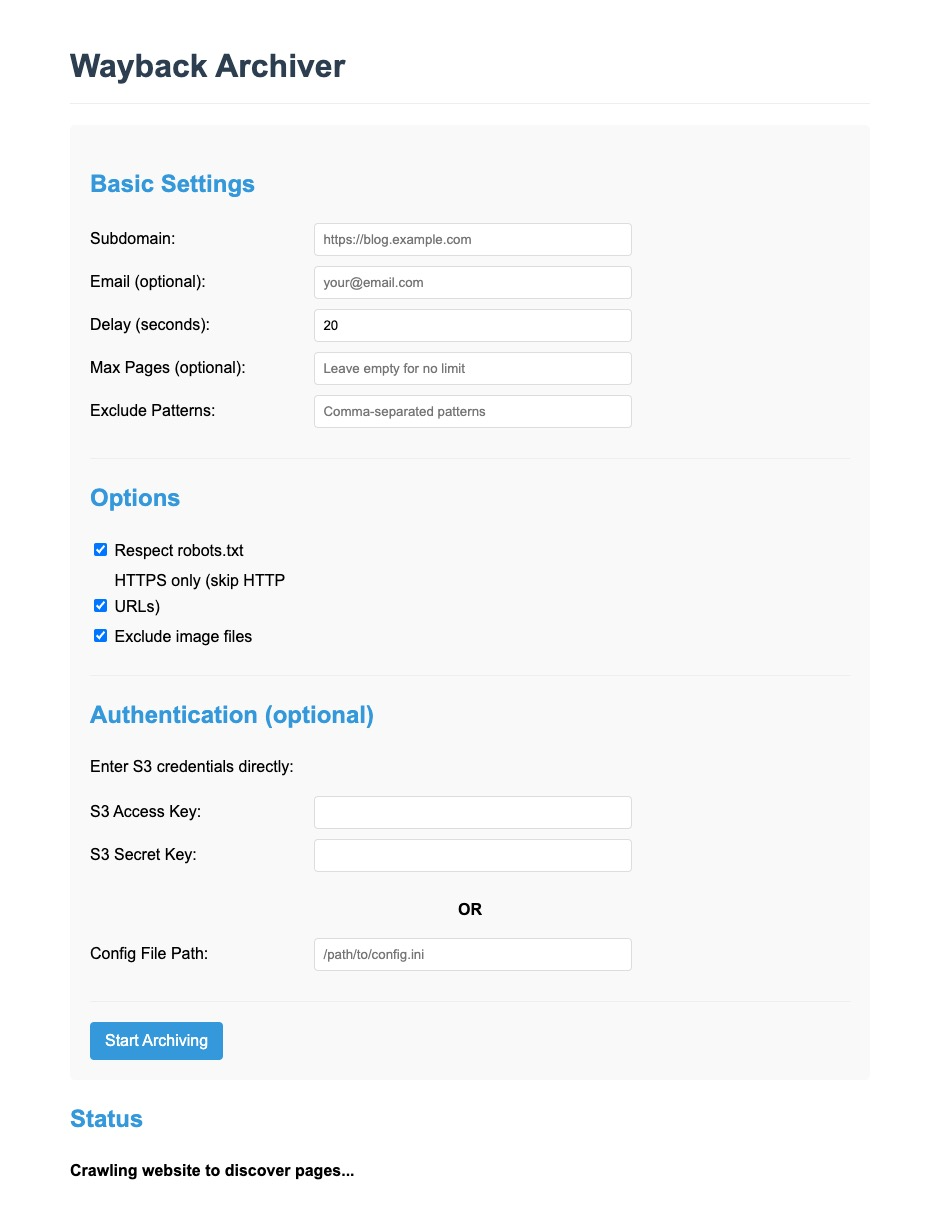 Wayback Archiver
Basic Settings
Subdomain: https://blog.example.com
Email (optional): your@email.com
Delay (seconds): 20
Max Pages (optional): Leave empty for no limit
Exclude Patterns: Comma-separated patterns
Options
Respect robots.txt
HTTPS only (skip HTTP
URLs)
Exclude image files
Authentication (optional)
Enter S3 credentials directly:
S3 Access Key:
S3 Secret Key:
OR
Config File Path: /path/to/config.ini
Start Archiving
Status
Crawling website to discover pages...